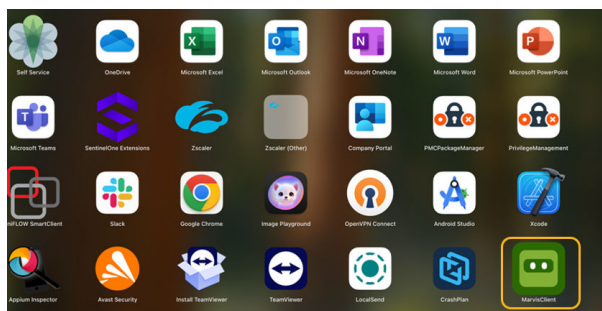 Self Service
OneDrive
Microsoft Excel
Microsoft Outlook
Microsoft OneNote
Microsoft Word
Microsoft PowerPoint
Microsoft Teams
SentinelOne Extensions
Zscaler
Zxcaler (Other)
Company Portal
PMCPackageManager
PrivilegeManagement
niFLOW SmartClient
Slack
Google Chrome
Image Playground
OpenVPN Connect
Android Studio
Xcode
Appium Inspector
Avast Security
Install TeamViewer
TeamViewer
LocalSend
CrashPlan
MarvisClient